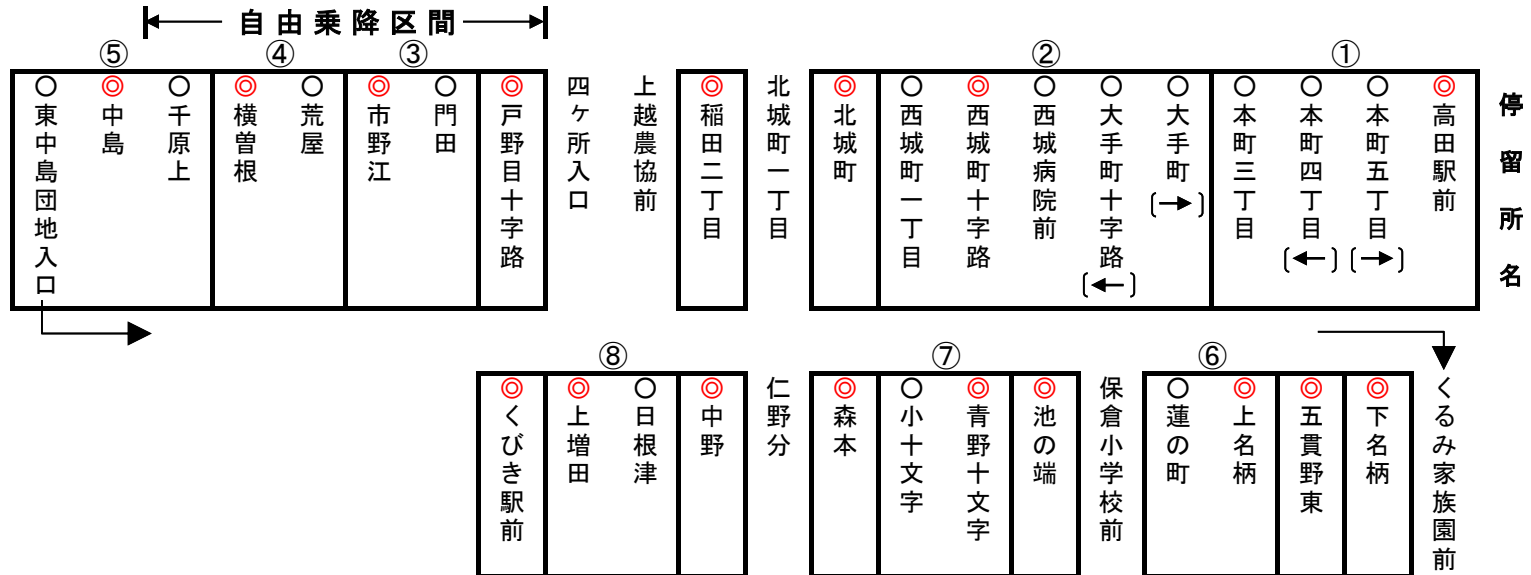 自由乗降区間
⑤
④
③
②
①
停留所名
◎高田駅前
○本町五丁目(→)
○本町四丁目(←)
○本町三丁目
○大手町(→)
○大手町十字路(←)
○西城病院前
◎西城町十字路
○西城町一丁目
◎北城町
北城町一丁目
◎稲田二丁目
上越農協前
四ケ所入口
◎戸野目十字路
○門田
◎市野江
○荒屋
◎横曽根
○千原上
◎中島
○東中島団地入口
⑧
⑦
⑥
くるみ家族園前
◎下名柄
◎五貫野東
◎上名柄
○蓮の町
保倉小学校前
◎池の端
◎青野十文字
○小十文字
◎森本
仁野分
◎中野
○日根津
◎上増田
◎くびき駅前